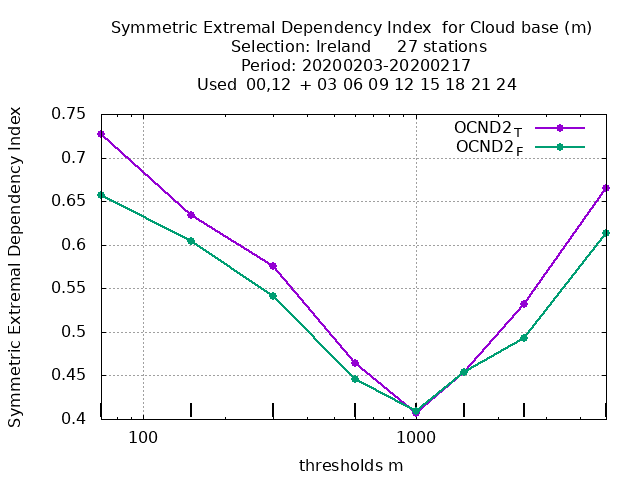 Symmetric Extremal Dependency Index for Cloud base (m)
Selection: Ireland 27 stations
Period: 20200203-20200217
Used 00,12 + 03 06 09 12 15 18 21 24
Symmetric Extremal Dependency Index
0.75
0.7
0.65
0.6
0.55
0.5
0.45
0.4
OCND2T
OCND2F
100 1000
thresholds m